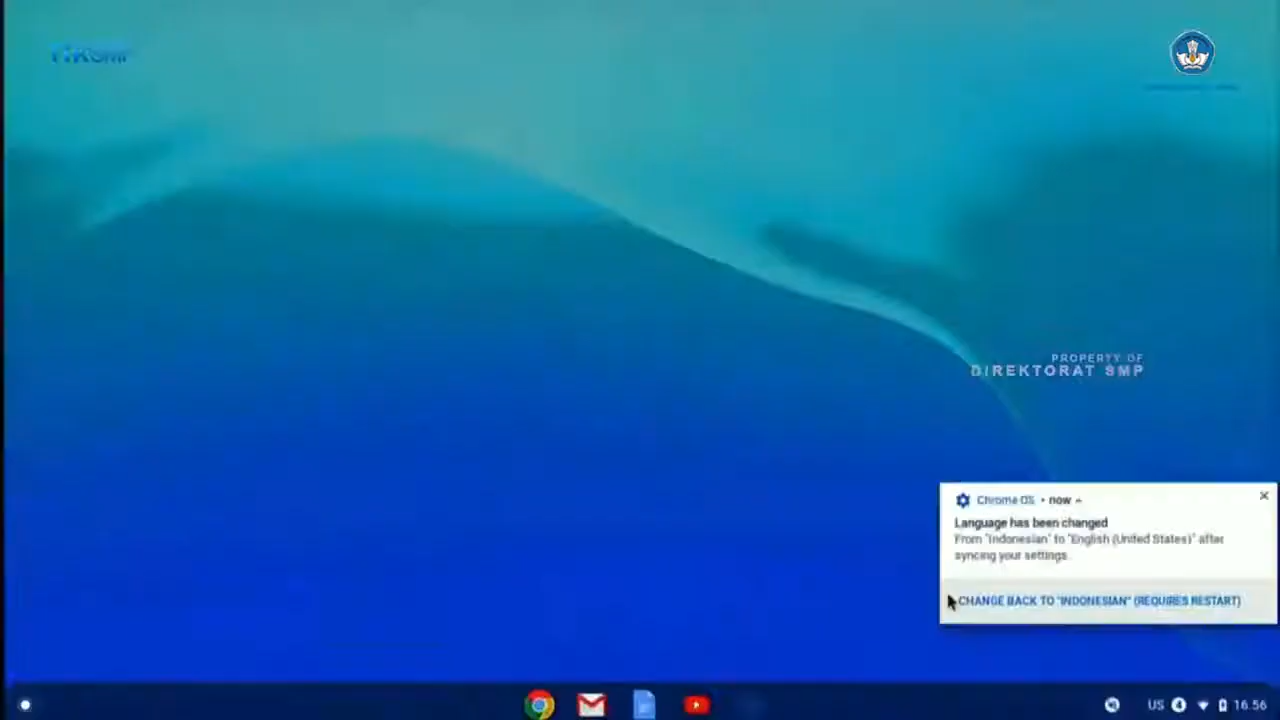 PROPERTY OF
DIREKTORAT SMP
Chrome OS • now
Language has been changed
From "Indonesian" to "English (United States)" after
syncing your settings.
CHANGE BACK TO "INDONESIAN" (REQUIRES RESTART)
US
4
16.56